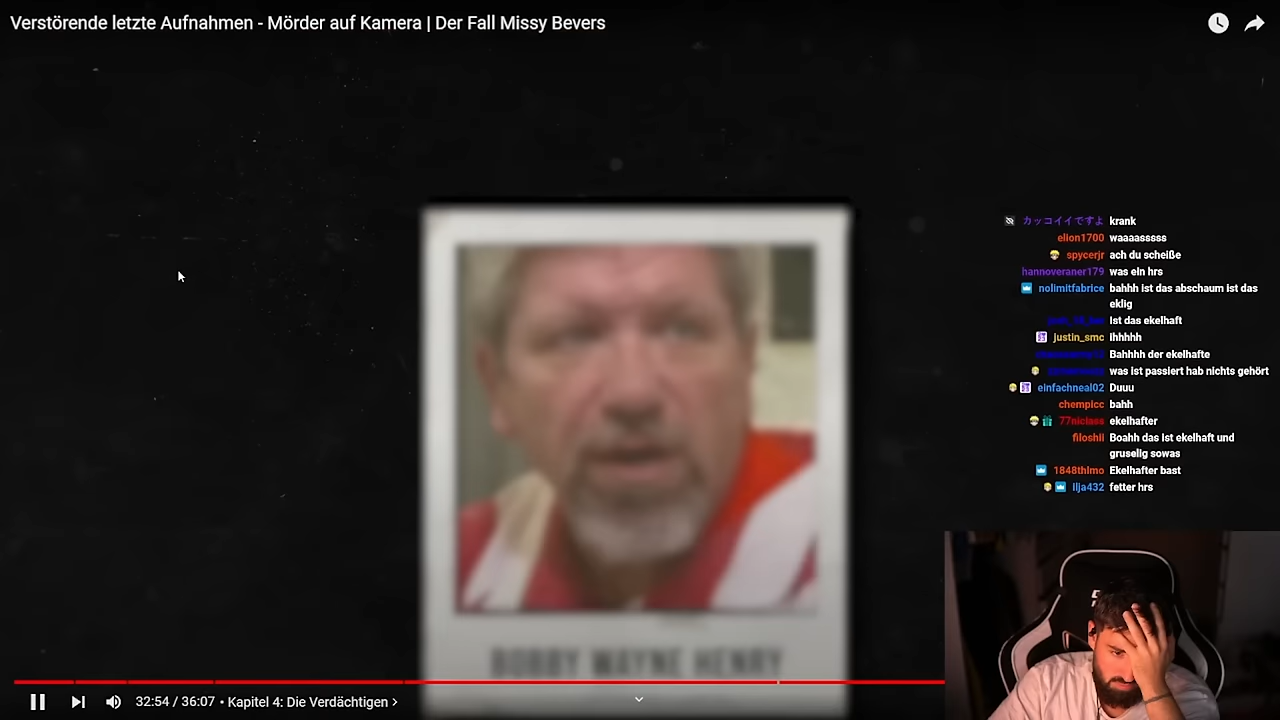 Verstörende letzte Aufnahmen - Mörder auf Kamera | Der Fall Missy Bevers
カッコイイですよ krank
elion1700 waaaasssss
spycerjr ach du scheiße
hannoveraner179 was ein hrs
nolimitfabrice bahhh ist das abschaum ist das
eklig
Ist das ekelhaft
justin_smc Ihhhhh
Bahhhh der ekelhafte
was ist passiert hab nichts gehört
einfachneal02 Duuu
chemplcc bahh
77niclass ekelhafter
filoshii Boahh das ist ekelhaft und
gruselig sowas
1848thlmo Ekelhafter bast
ilja432 fetter hrs
BOBBY WAYNE HENRY
32:54 / 36:07 • Kapitel 4: Die Verdächtigen >